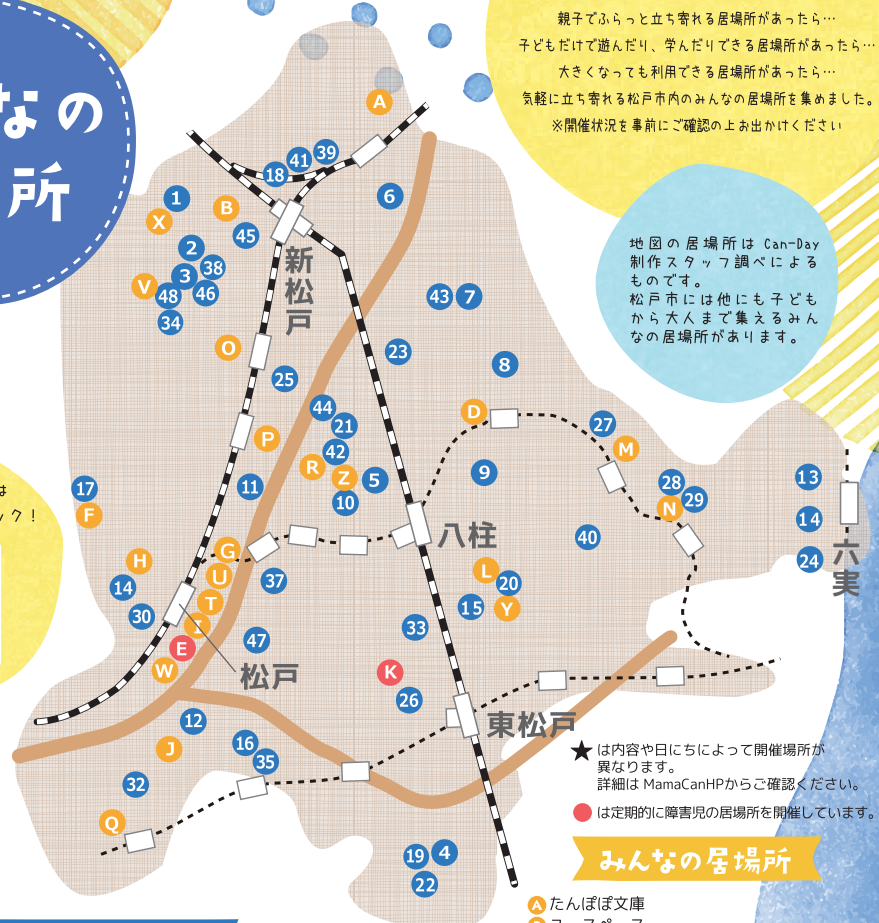 親子でふらっと立ち寄れる居場所があったら…
子どもだけで遊んだり、学んだりできる居場所があったら…
大きくなっても利用できる居場所があったら…
気軽に立ち寄れる松戸市内のみんなの居場所を集めました。
※開催状況を事前にご確認の上お出かけください
なの
所
地図の居場所は Can-Day
制作スタッフ調べによる
ものです。
松戸市には他にも子ども
から大人まで集えるみん
なの居場所があります。
A
39
41
18
6
1
B
X
45
2
新松戸
38
3
V
48
46
34
43
7
O
23
25
8
44
D
21
27
P
42
M
R
Z
5
9
13
17
11
10
28
29
N
F
14
八柱
40
六実
は
ック！
G
H
24
U
37
L
20
14
T
15
Y
30
I
33
47
E
W
松戸
K
26
12
東松戸
16
J
35
32
Q
19
4
22
★は内容や日にちによって開催場所が
異なります。
詳細は MamaCanHPからご確認ください。
は定期的に障害児の居場所を開催しています。
みんなの居場所
A たんぽぽ文庫